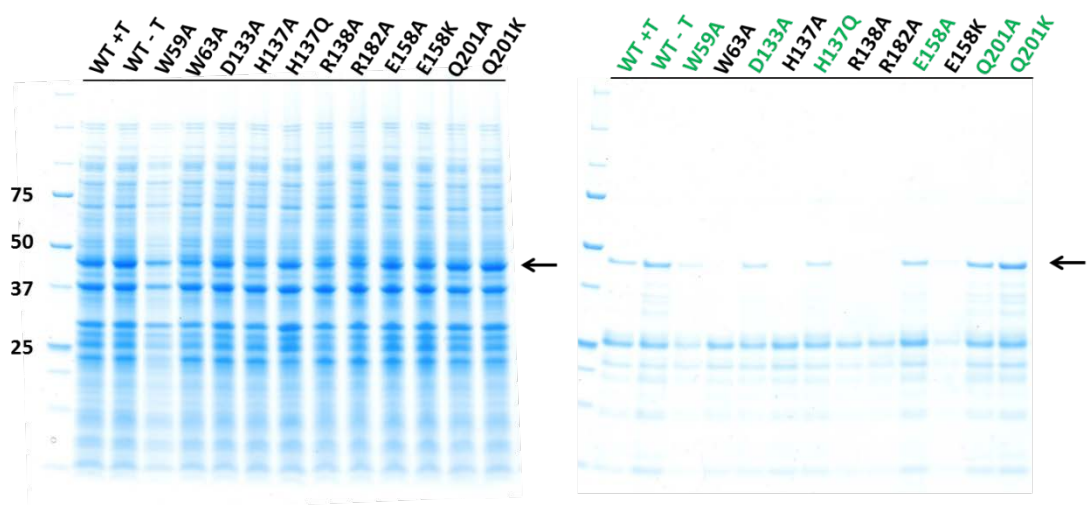 WT +T
WT - T
W59A
W63A
D133A
H137A
H137Q
R138A
R182A
E158A
E158K
Q201A
Q201K
75
50
37
25
WT +T
WT - T
W59A
W63A
D133A
H137A
H137Q
R138A
R182A
E158A
E158K
Q201A
Q201K